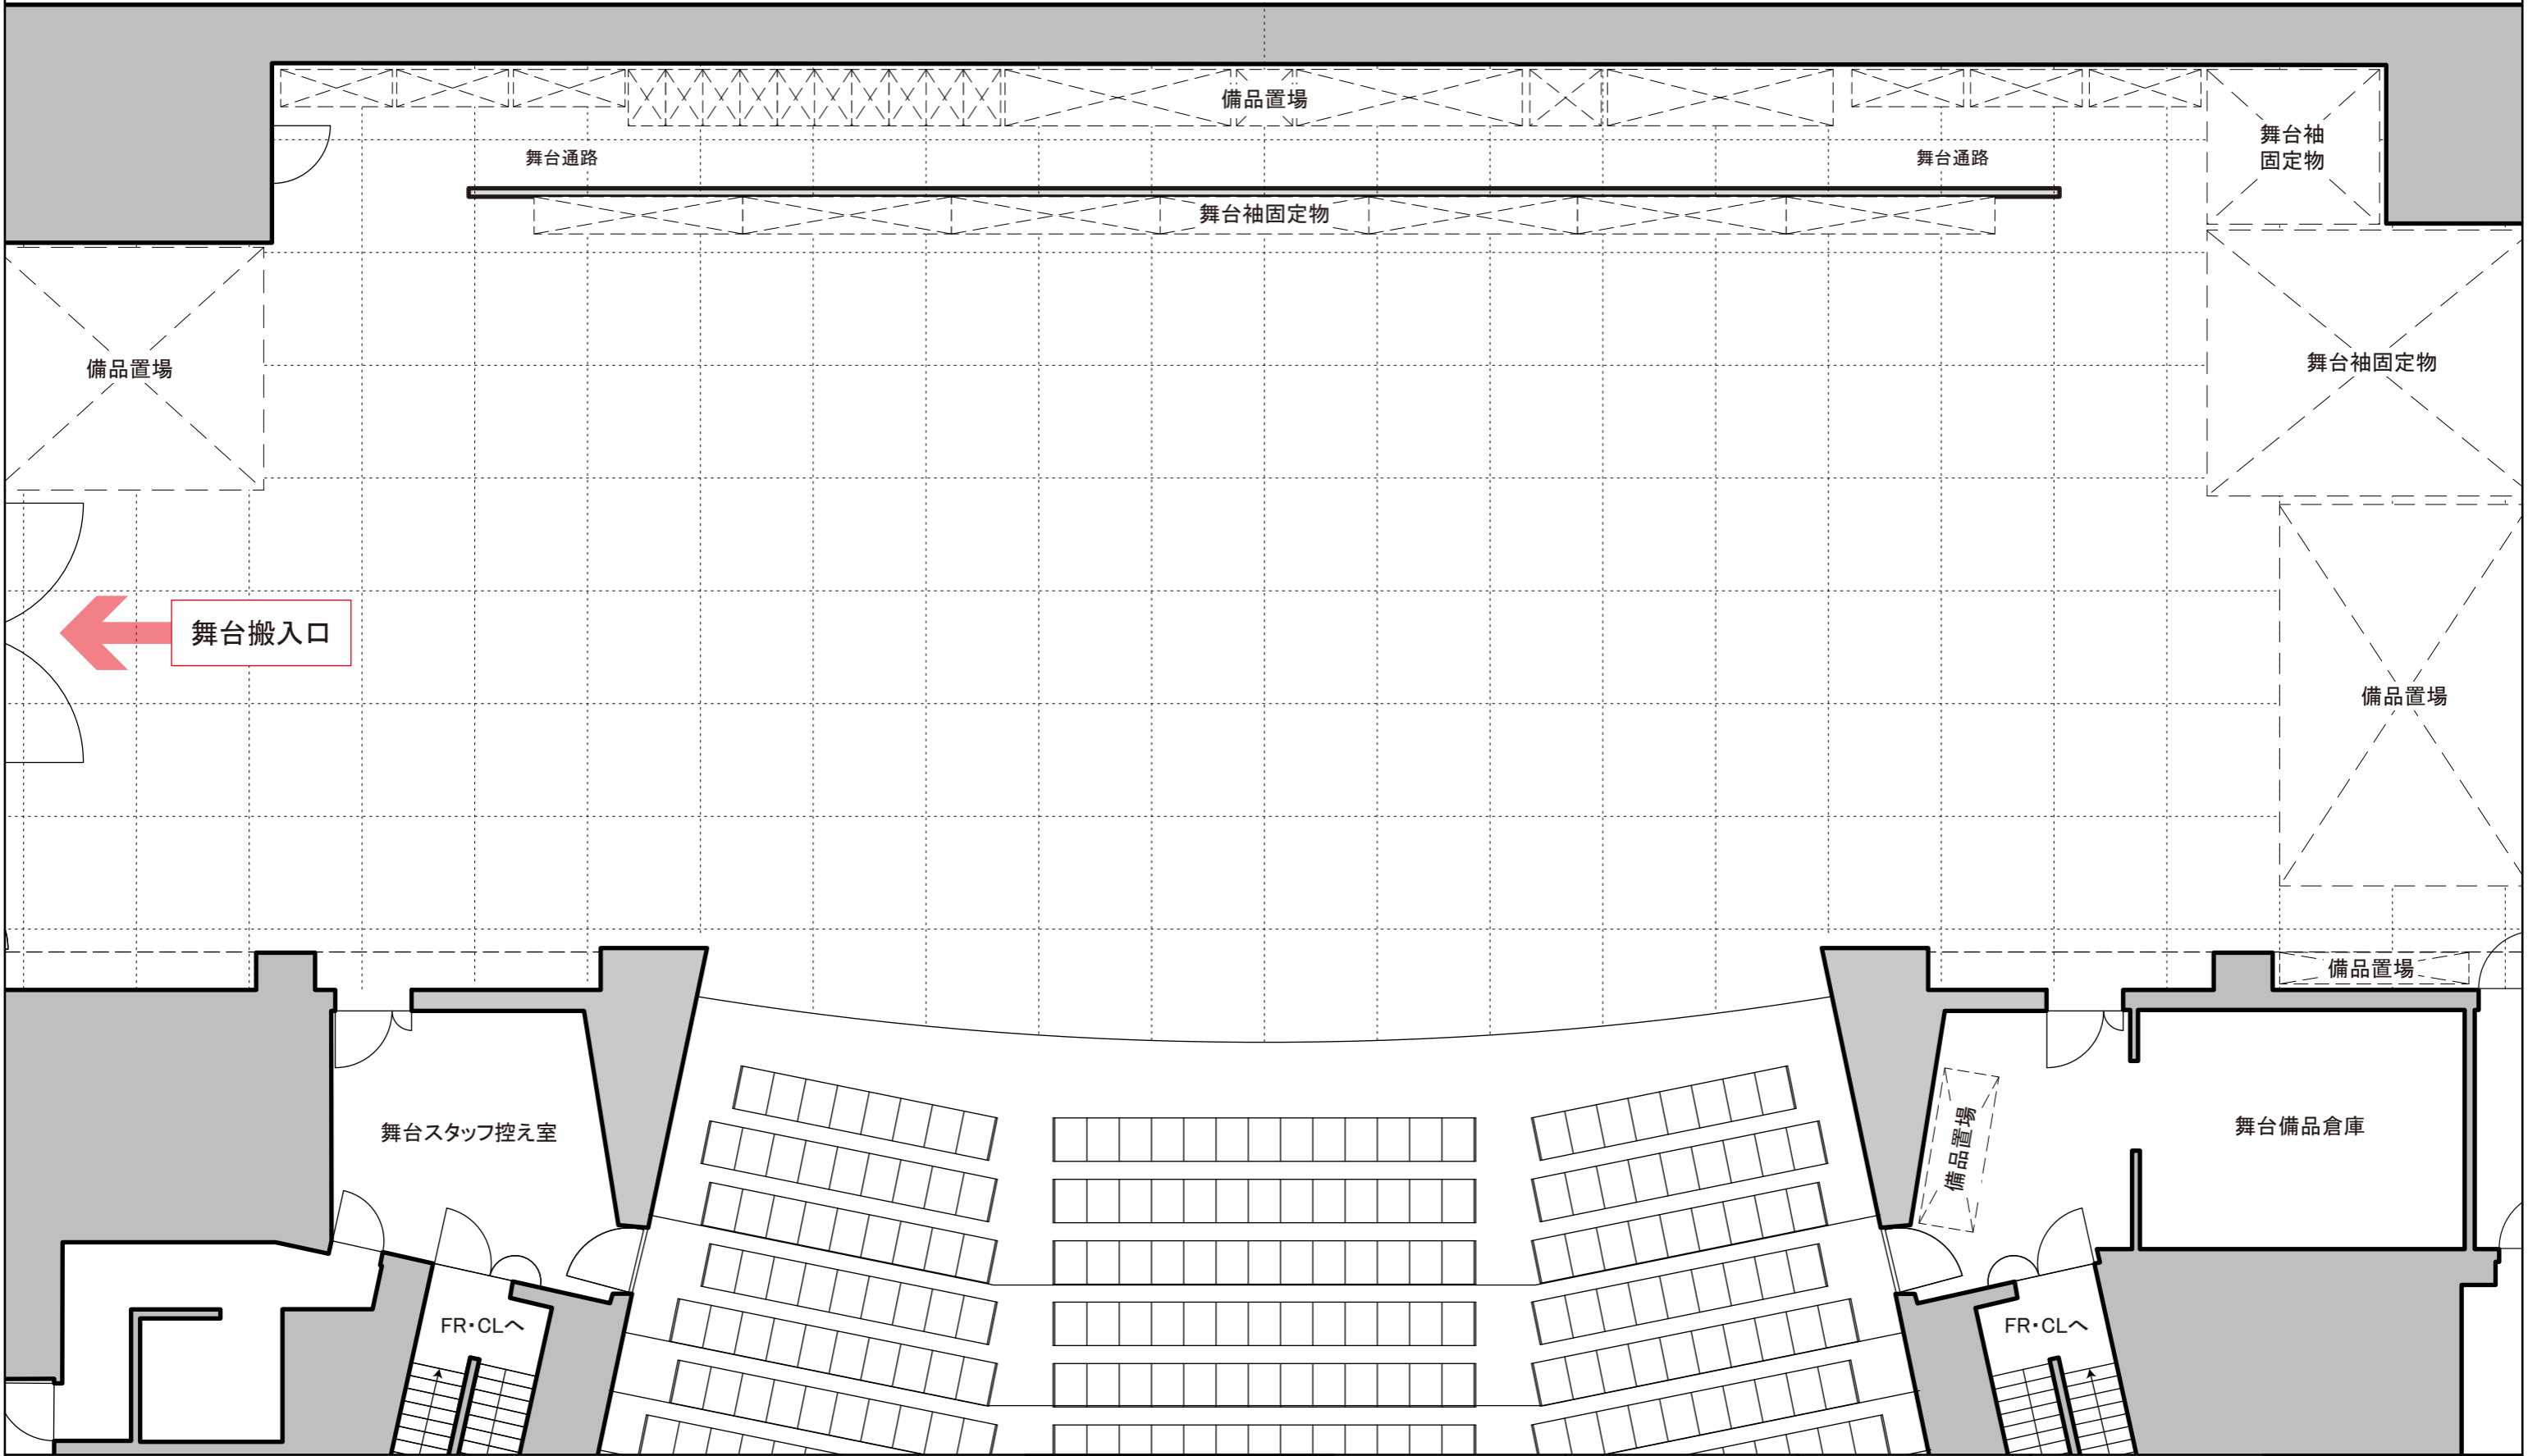 備品置場
舞台袖
固定物
舞台通路
舞台通路
舞台袖固定物
備品置場
舞台袖固定物
舞台搬入口
備品置場
備品置場
舞台スタッフ控え室
備品置場
舞台備品倉庫
FR・CLへ
FR・CLへ